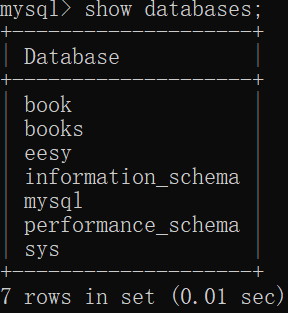 mysql> show databases;
+--------------------+
| Database           |
+--------------------+
| book               |
| books              |
| eesy               |
| information_schema |
| mysql              |
| performance_schema |
| sys                |
+--------------------+
7 rows in set (0.01 sec)